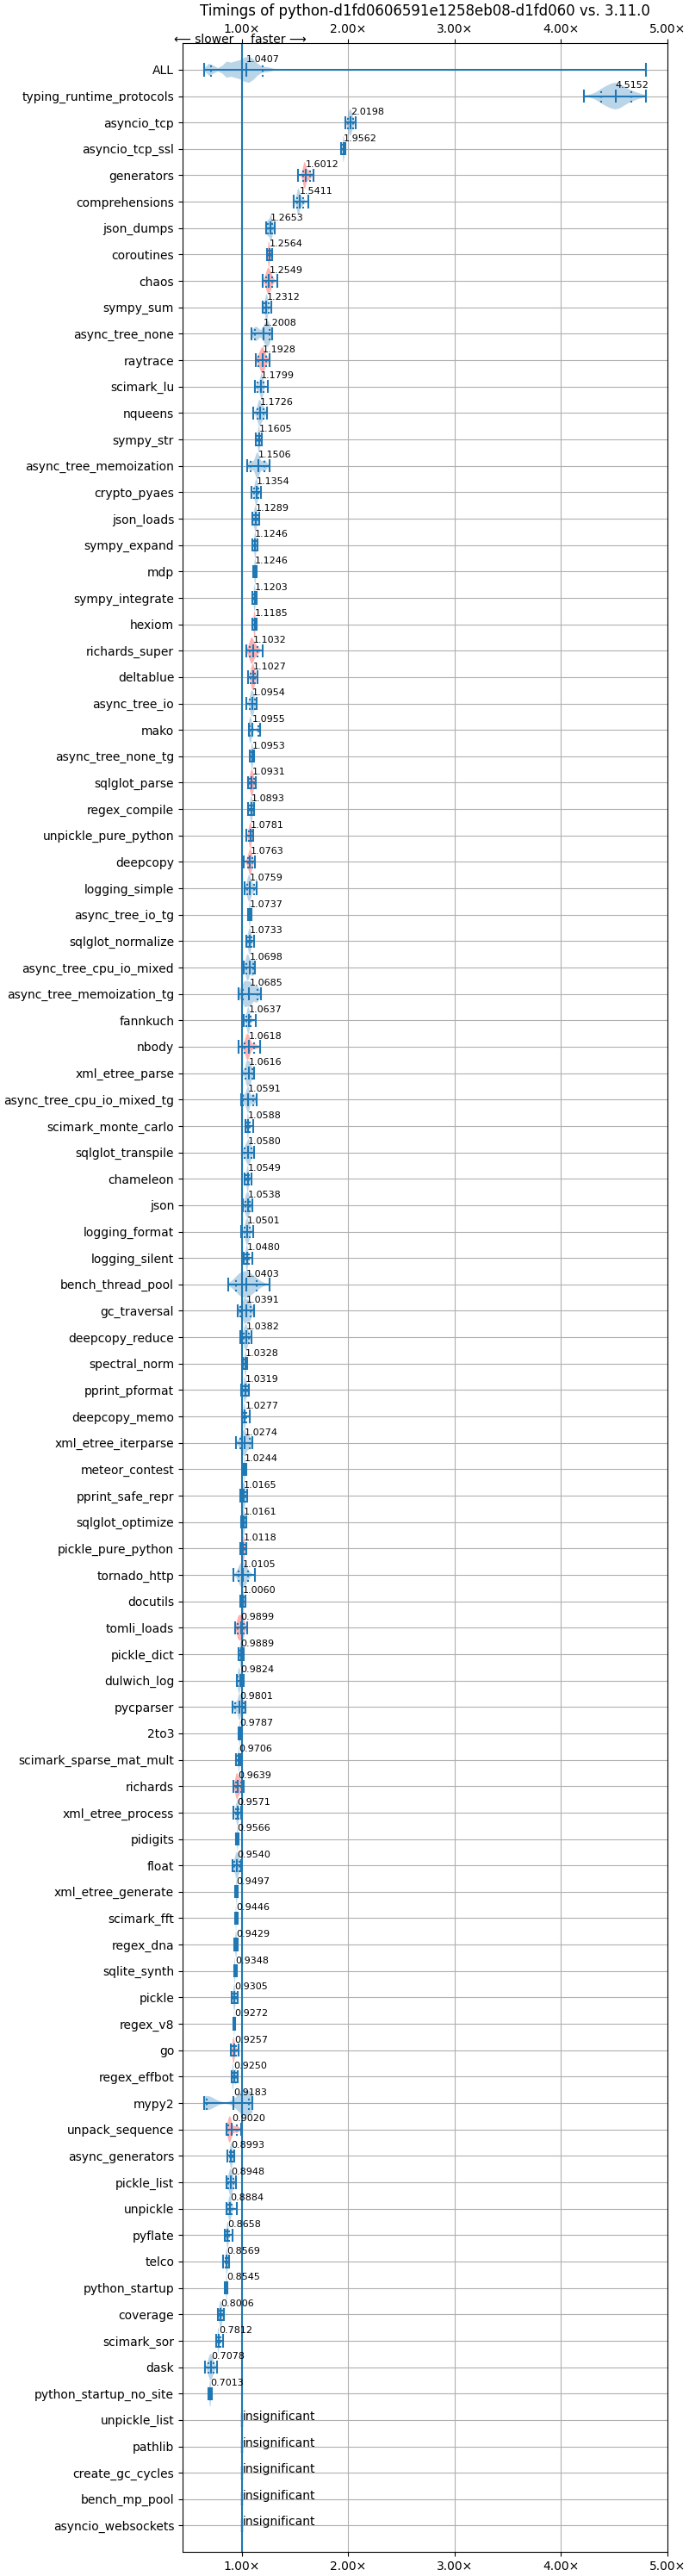 Timings of python-d1fd0606591e1258eb08-d1fd060 vs. 3.11.0
1.00× 2.00× 3.00× 4.00× 5.00×
⟵ slower faster ⟶
ALL 1.0407
typing_runtime_protocols 4.5152
asyncio_tcp 2.0198
asyncio_tcp_ssl 1.9562
generators 1.6012
comprehensions 1.5411
json_dumps 1.2653
coroutines 1.2564
chaos 1.2549
sympy_sum 1.2312
async_tree_none 1.2008
raytrace 1.1928
scimark_lu 1.1799
nqueens 1.1726
sympy_str 1.1605
async_tree_memoization 1.1506
crypto_pyaes 1.1354
json_loads 1.1289
sympy_expand 1.1246
mdp 1.1246
sympy_integrate 1.1203
hexiom 1.1185
richards_super 1.1032
deltablue 1.1027
async_tree_io 1.0954
mako 1.0955
async_tree_none_tg 1.0953
sqlglot_parse 1.0931
regex_compile 1.0893
unpickle_pure_python 1.0781
deepcopy 1.0763
logging_simple 1.0759
async_tree_io_tg 1.0737
sqlglot_normalize 1.0733
async_tree_cpu_io_mixed 1.0698
async_tree_memoization_tg 1.0685
fannkuch 1.0637
nbody 1.0618
xml_etree_parse 1.0616
async_tree_cpu_io_mixed_tg 1.0591
scimark_monte_carlo 1.0588
sqlglot_transpile 1.0580
chameleon 1.0549
json 1.0538
logging_format 1.0501
logging_silent 1.0480
bench_thread_pool 1.0403
gc_traversal 1.0391
deepcopy_reduce 1.0382
spectral_norm 1.0328
pprint_pformat 1.0319
deepcopy_memo 1.0277
xml_etree_iterparse 1.0274
meteor_contest 1.0244
pprint_safe_repr 1.0165
sqlglot_optimize 1.0161
pickle_pure_python 1.0118
tornado_http 1.0105
docutils 1.0060
tomli_loads 0.9899
pickle_dict 0.9889
dulwich_log 0.9824
pycparser 0.9801
2to3 0.9787
scimark_sparse_mat_mult 0.9706
richards 0.9639
xml_etree_process 0.9571
pidigits 0.9566
float 0.9540
xml_etree_generate 0.9497
scimark_fft 0.9446
regex_dna 0.9429
sqlite_synth 0.9348
pickle 0.9305
regex_v8 0.9272
go 0.9257
regex_effbot 0.9250
mypy2 0.9183
unpack_sequence 0.9020
async_generators 0.8993
pickle_list 0.8948
unpickle 0.8884
pyflate 0.8658
telco 0.8569
python_startup 0.8545
coverage 0.8006
scimark_sor 0.7812
dask 0.7078
python_startup_no_site 0.7013
unpickle_list insignificant
pathlib insignificant
create_gc_cycles insignificant
bench_mp_pool insignificant
asyncio_websockets insignificant
1.00× 2.00× 3.00× 4.00× 5.00×